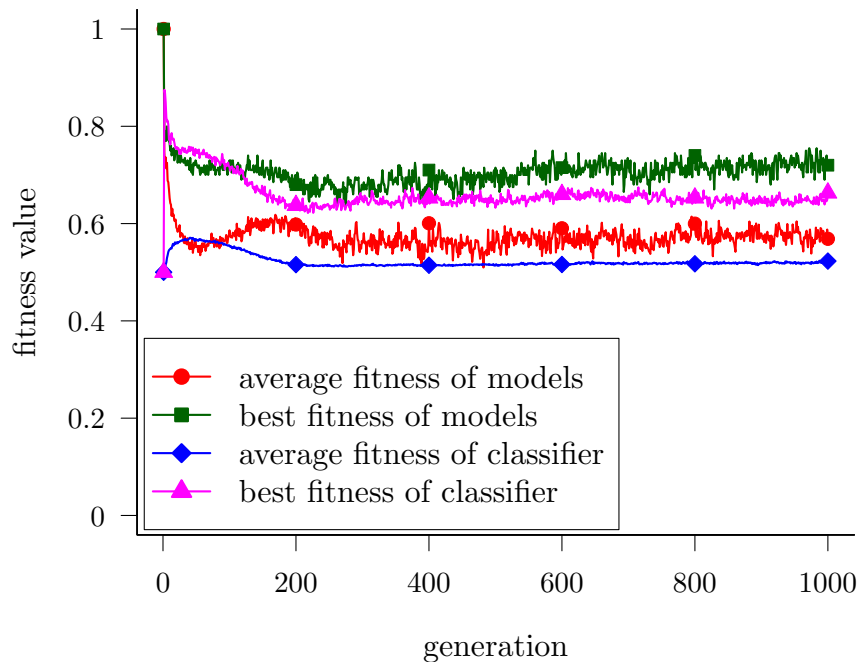 1
0.8
0.6
0.4
0.2
0
fitness value
average fitness of models
best fitness of models
average fitness of classifier
best fitness of classifier
0 200 400 600 800 1000
generation